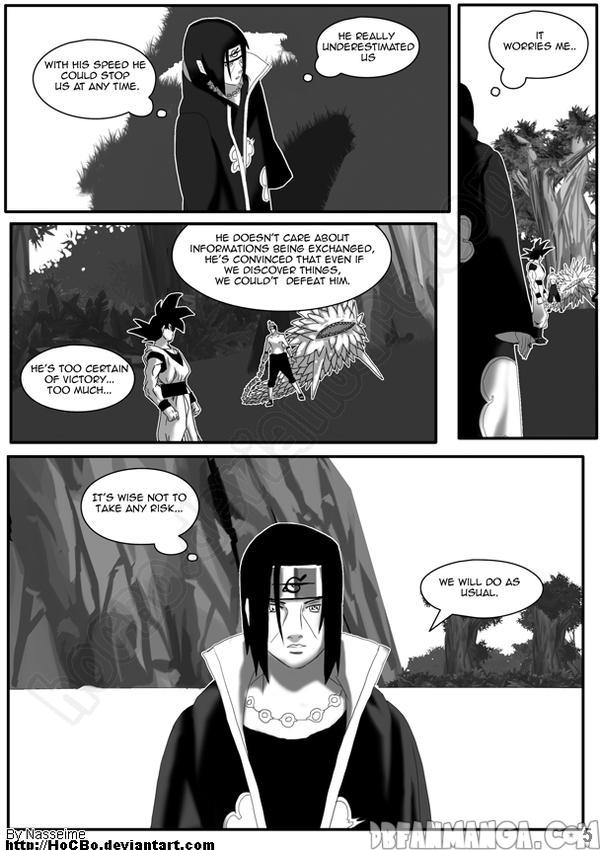 WITH HIS SPEED HE
COULD STOP
US AT ANY TIME.
HE REALLY
UNDERESTIMATED
US
IT
WORRIES ME..
HE DOESN'T CARE ABOUT
INFORMATIONS BEING EXCHANGED,
HE'S CONVINCED THAT EVEN IF
WE DISCOVER THINGS,
WE COULD'T DEFEAT HIM.
HE'S TOO CERTAIN
OF VICTORY...
TOO MUCH...
IT'S WISE NOT TO
TAKE ANY RISK...
WE WILL DO AS
USUAL.
By Nasseime
http://HoCBo.deviantart.com
DBFANMANGA.COM
5